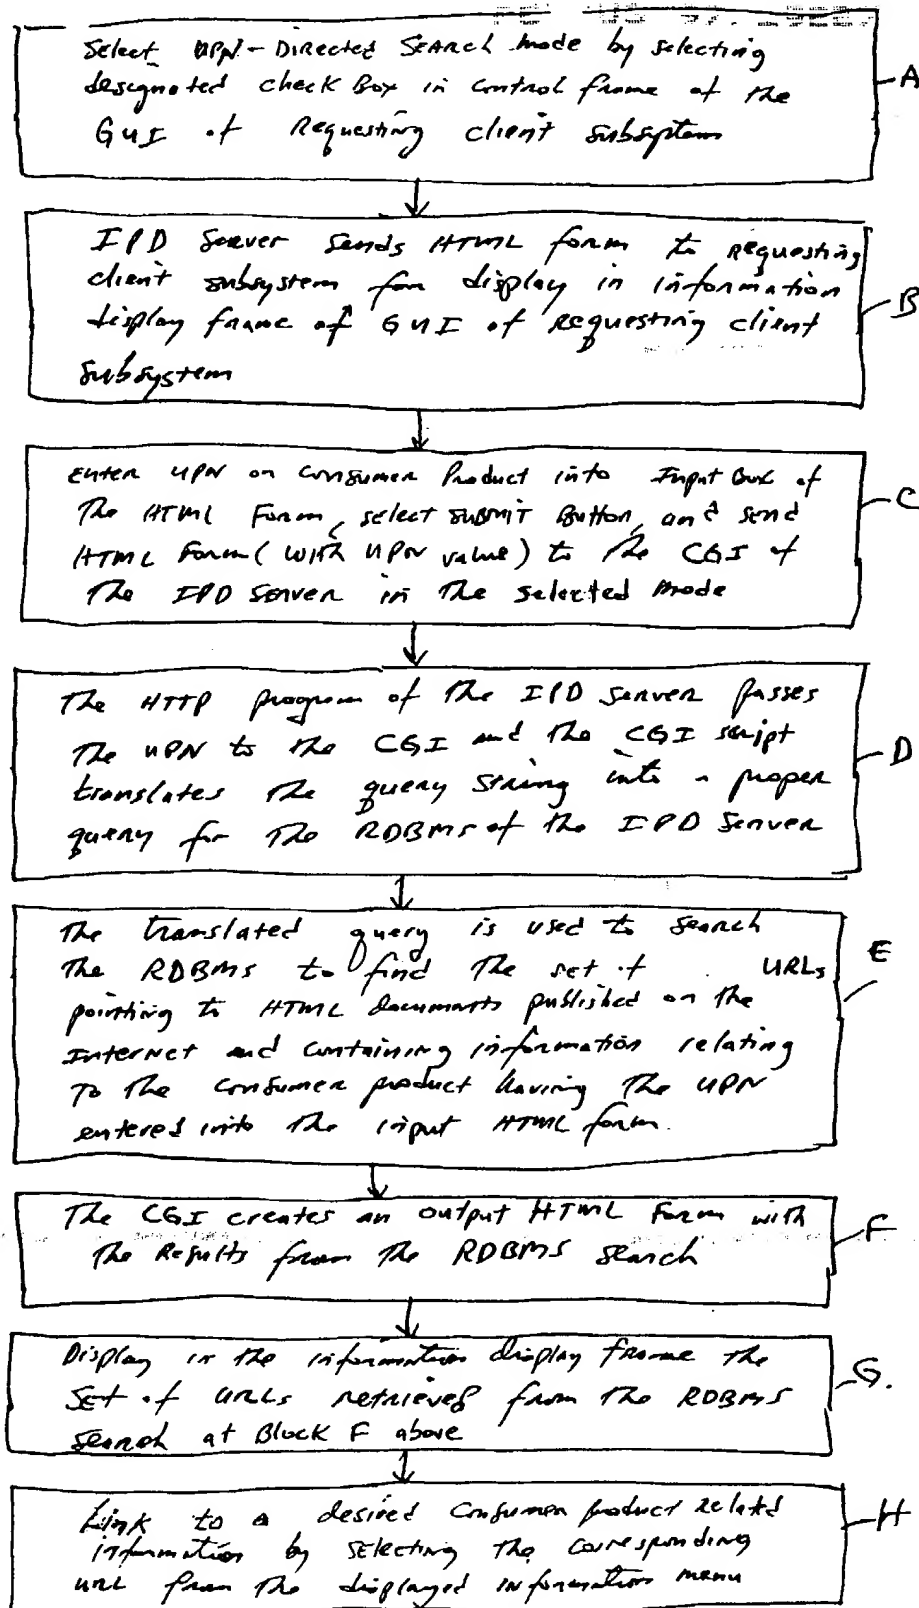 Select UPN-Directed Search mode by selecting
designated check Box in control frame of the
GUI of Requesting client subsystem
A
IPD Server sends HTML form to requesting
client subsystem for display in information
display frame of GUI of requesting client
subsystem
B
Enter UPN on Consumer Product into Input Box of
the HTML Form, select SUBMIT Button, and send
HTML Form (with UPN value) to the CGI of
the IPD Server in the selected mode
C
The HTTP program of the IPD Server passes
the UPN to the CGI and the CGI script
translates the query string into a proper
query for the RDBMS of the IPD Server
D
The translated query is used to search
the RDBMS to find the set of URLs
pointing to HTML documents published on the
Internet and containing information relating
to the consumer product having the UPN
entered into the input HTML form.
E
The CGI creates an output HTML Form with
the Results from the RDBMS search
F
Display in the information display frame the
Set of URLs retrieved from the RDBMS
search at Block F above
G.
Link to a desired consumer product related
information by selecting the corresponding
URL from the displayed information menu
H